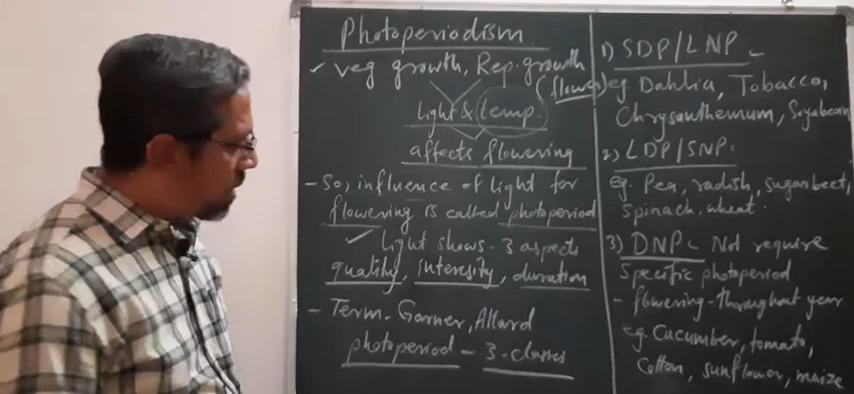 Photoperiodism
✓ Veg growth, Rep. growth
(flower)
Light & temp.
affects flowering
- So, influence of Light for
flowering is called photoperiod
✓ Light shows - 3 aspects
quality, intensity, duration
- Term - Garner, Allard
photoperiod - 3-classes
1) SDP/LNP
eg Dahlia, Tobacco,
Chrysanthemum, Soyabean
2) LDP/SNP
eg. Pea, radish, sugarbeet,
Spinach, wheat.
3) DNP Not require
Specific photoperiod
- flowering - throughout year
eg. Cucumber, tomato,
Cotton, sunflower, maize